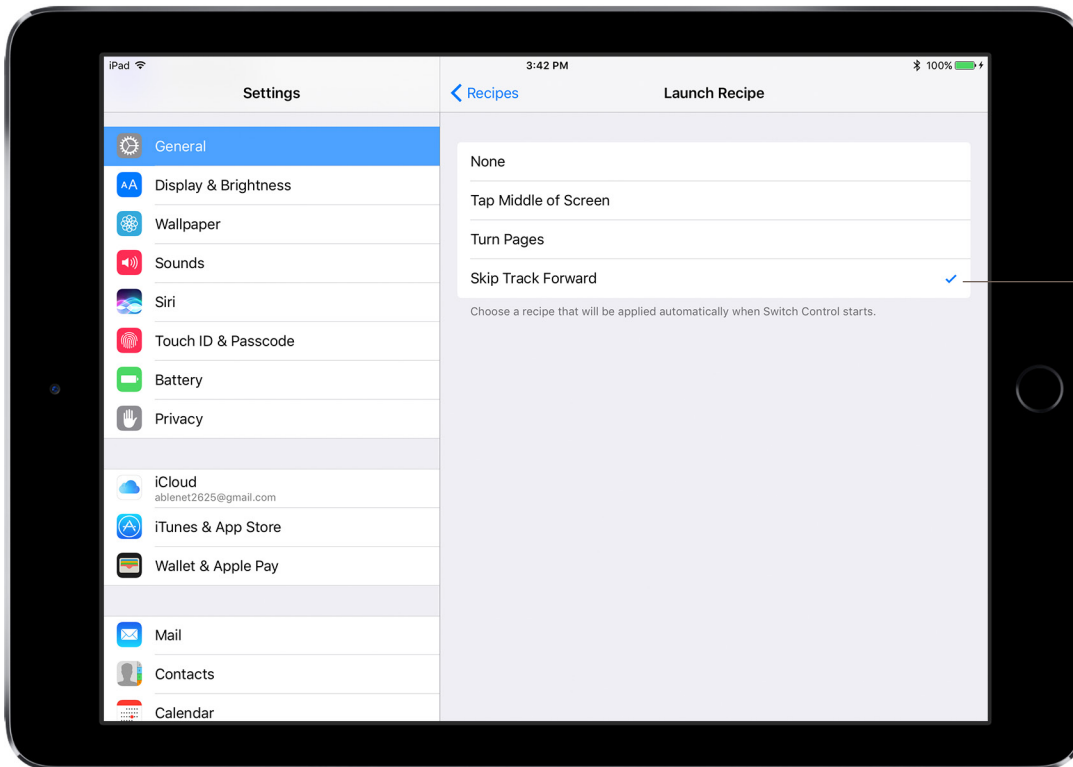 iPad
3:42 PM
100%
Settings
Recipes
Launch Recipe
General
AA
Display & Brightness
Wallpaper
Sounds
Siri
Touch ID & Passcode
Battery
Privacy
iCloud
ablenet2625@gmail.com
iTunes & App Store
Wallet & Apple Pay
Mail
Contacts
Calendar
None
Tap Middle of Screen
Turn Pages
Skip Track Forward
Choose a recipe that will be applied automatically when Switch Control starts.